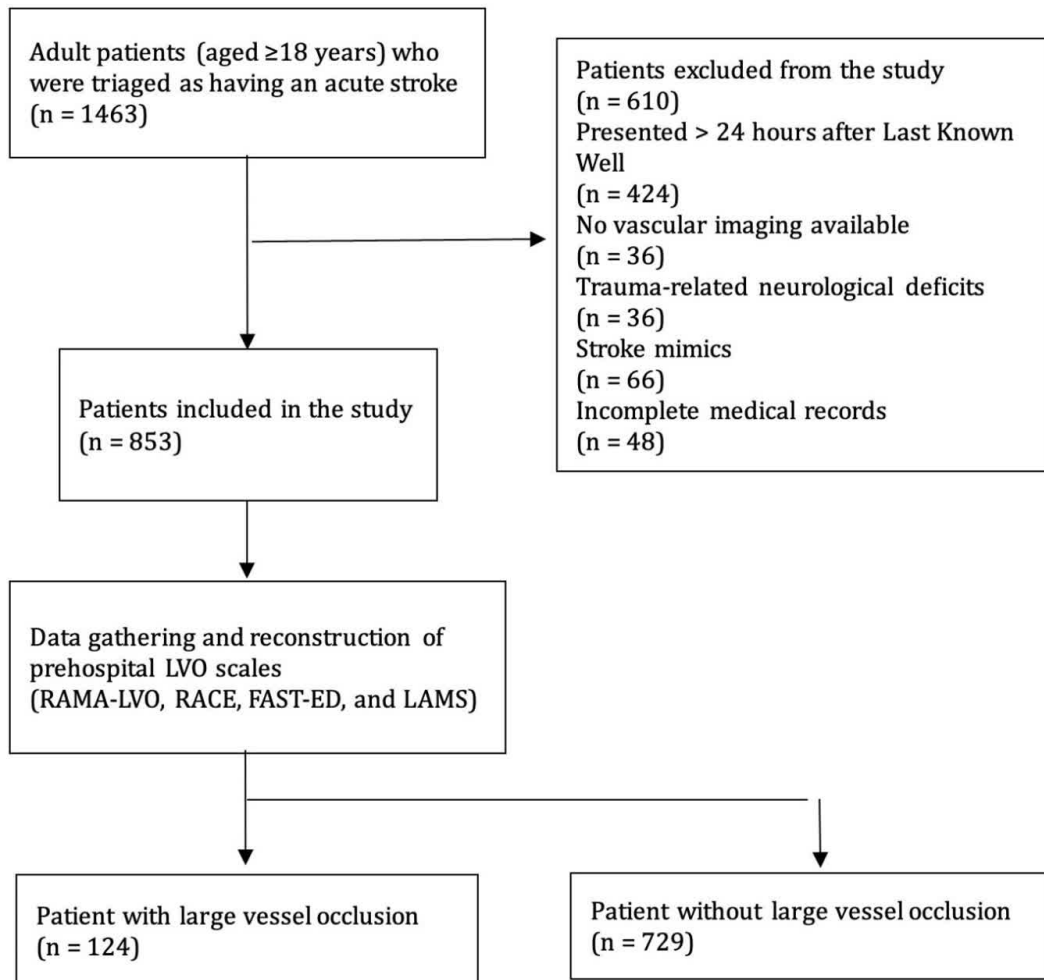 Adult patients (aged ≥18 years) who
were triaged as having an acute stroke
(n = 1463)
Patients excluded from the study
(n = 610)
Presented > 24 hours after Last Known
Well
(n = 424)
No vascular imaging available
(n = 36)
Trauma-related neurological deficits
(n = 36)
Stroke mimics
(n = 66)
Incomplete medical records
(n = 48)
Patients included in the study
(n = 853)
Data gathering and reconstruction of
prehospital LVO scales
(RAMA-LVO, RACE, FAST-ED, and LAMS)
Patient with large vessel occlusion
(n = 124)
Patient without large vessel occlusion
(n = 729)